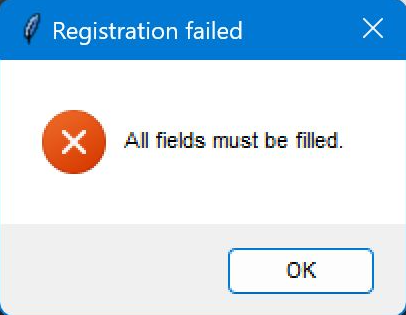 Registration failed
All fields must be filled.
OK